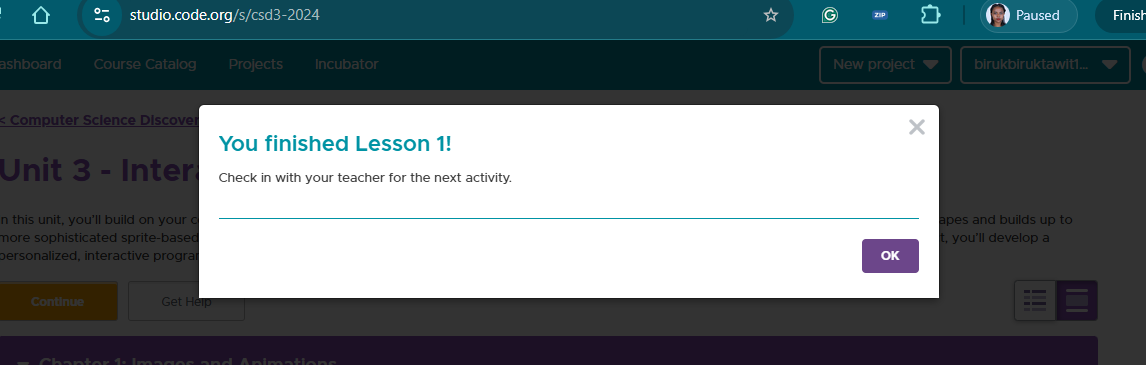 studio.code.org/s/csd3-2024
ZIP
Paused
Finish
ashboard
Course Catalog
Projects
Incubator
New project
birukbiruktawit1...
< Computer Science Discover
You finished Lesson 1!
Check in with your teacher for the next activity.
OK
Unit 3 - Inter
n this unit, you'll build on your c
apes and builds up to
more sophisticated sprite-based
t, you'll develop a
personalized, interactive progra
Continue
Get Help
Chapter 1: Images and Animations